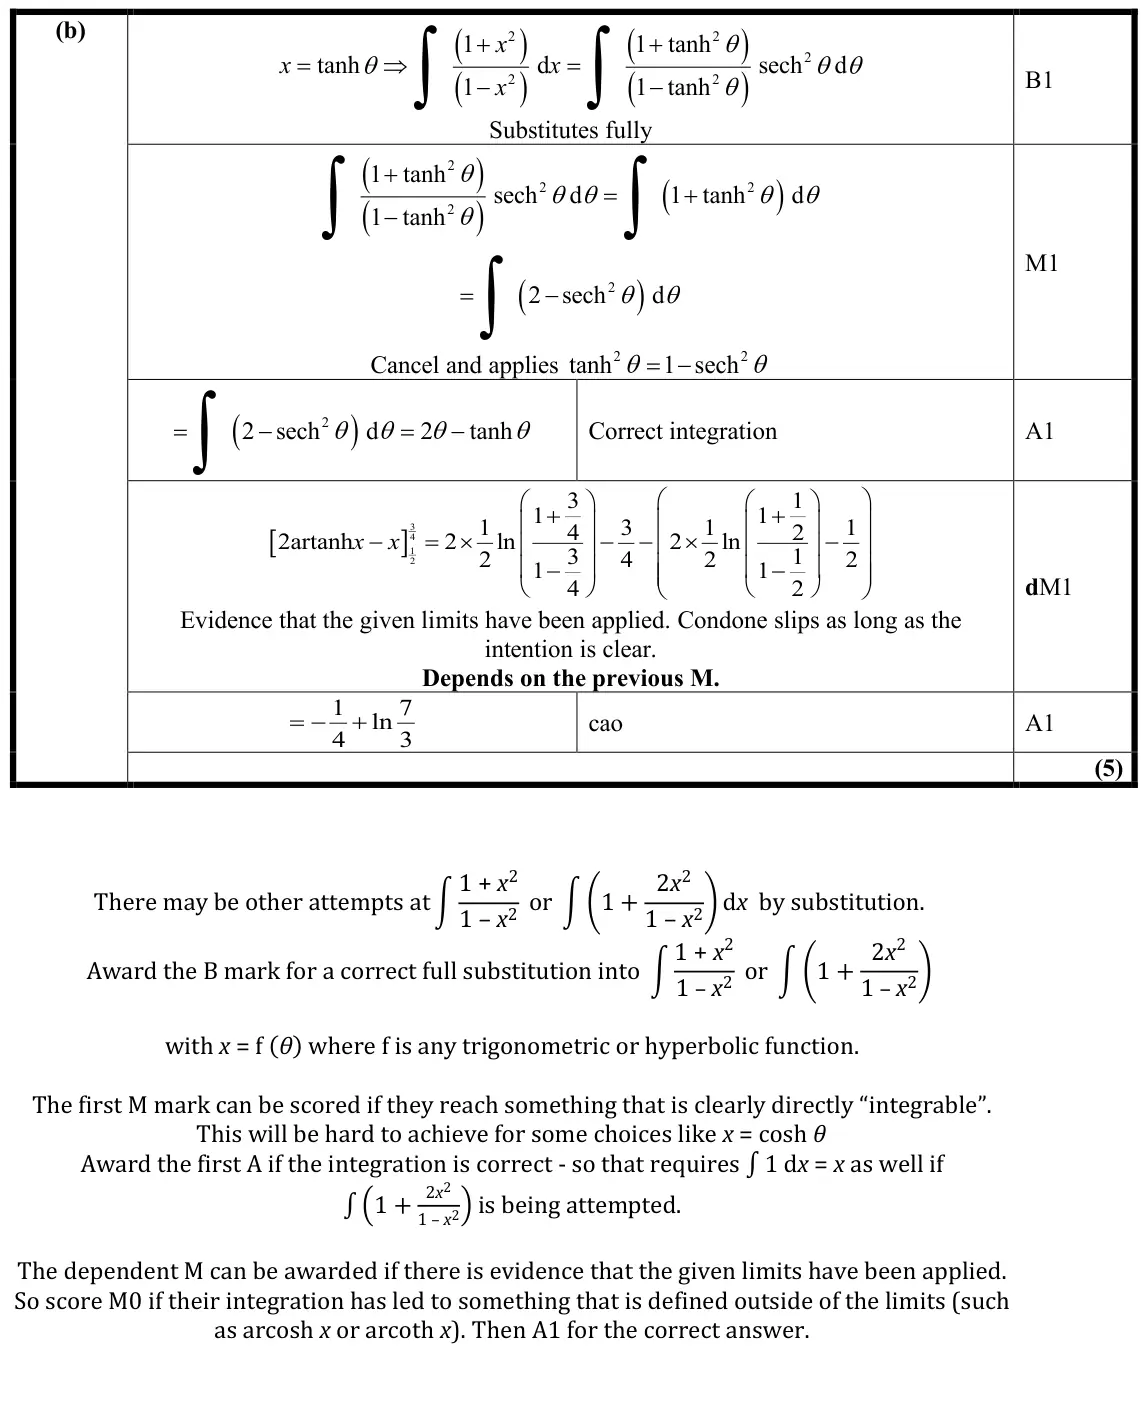 (b)
x = tanh θ ⇒ ∫ (1 + x²)/(1 − x²) dx = ∫ (1 + tanh² θ)/(1 − tanh² θ) sech² θ dθ
B1
Substitutes fully
∫ (1 + tanh² θ)/(1 − tanh² θ) sech² θ dθ = ∫ (1 + tanh² θ) dθ
= ∫ (2 − sech² θ) dθ
M1
Cancel and applies tanh² θ = 1 − sech² θ
= ∫ (2 − sech² θ) dθ = 2θ − tanh θ
Correct integration
A1
[2artanhx − x]_{1/2}^{3/4} = 2 × 1/2 ln((1 + 3/4)/(1 − 3/4)) − 3/4 − (2 × 1/2 ln((1 + 1/2)/(1 − 1/2)) − 1/2)
Evidence that the given limits have been applied. Condone slips as long as the
intention is clear.
Depends on the previous M.
dM1
= −1/4 + ln 7/3
cao
A1
(5)
There may be other attempts at ∫ (1 + x²)/(1 − x²) or ∫ (1 + 2x²/(1 − x²)) dx by substitution.
Award the B mark for a correct full substitution into ∫ (1 + x²)/(1 − x²) or ∫ (1 + 2x²/(1 − x²))
with x = f (θ) where f is any trigonometric or hyperbolic function.
The first M mark can be scored if they reach something that is clearly directly “integrable”.
This will be hard to achieve for some choices like x = cosh θ
Award the first A if the integration is correct - so that requires ∫ 1 dx = x as well if
∫ (1 + 2x²/(1 − x²)) is being attempted.
The dependent M can be awarded if there is evidence that the given limits have been applied.
So score M0 if their integration has led to something that is defined outside of the limits (such
as arcosh x or arcoth x). Then A1 for the correct answer.